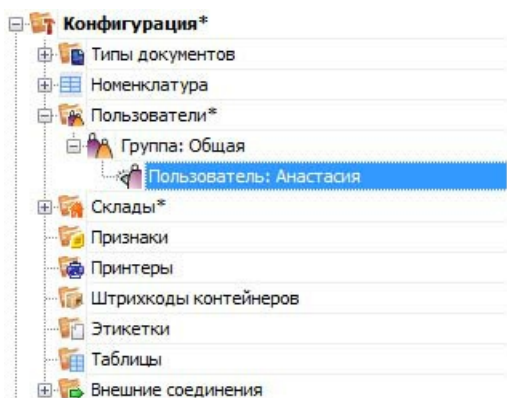 Конфигурация*
Типы документов
Номенклатура
Пользователи*
Группа: Общая
Пользователь: Анастасия
Склады*
Признаки
Принтеры
Штрихкоды контейнеров
Этикетки
Таблицы
Внешние соединения